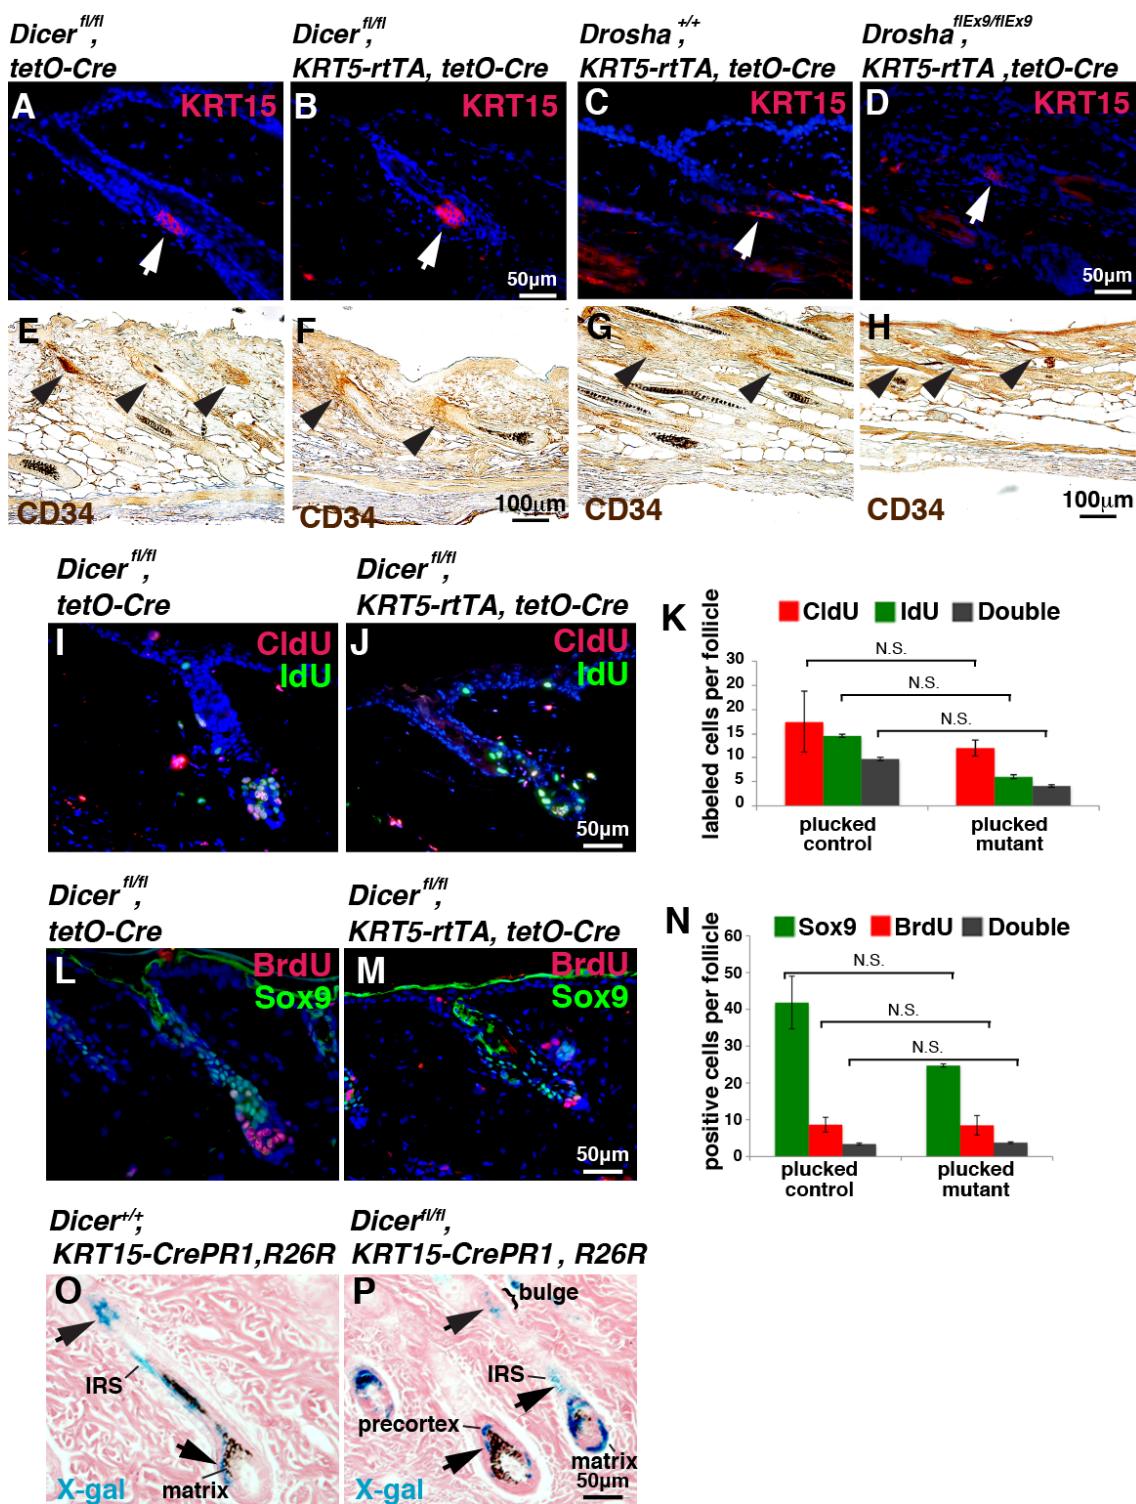 Dicer fl/fl, Dicer fl/fl, Drosha +/+, Drosha flEx9/flEx9,
tetO-Cre KRT5-rtTA, tetO-Cre KRT5-rtTA, tetO-Cre KRT5-rtTA ,tetO-Cre
A KRT15 B KRT15 C KRT15 D KRT15
50µm 50µm
E F G H
CD34 CD34 100µm CD34 CD34 100µm
Dicer fl/fl, Dicer fl/fl,
tetO-Cre KRT5-rtTA, tetO-Cre
I CldU J CldU
IdU IdU
50µm
K CldU IdU Double
N.S.
N.S.
N.S.
labeled cells per follicle
30
25
20
15
10
5
0
plucked control
plucked mutant
Dicer fl/fl, Dicer fl/fl,
tetO-Cre KRT5-rtTA, tetO-Cre
L BrdU M BrdU
Sox9 Sox9
50µm
N Sox9 BrdU Double
N.S.
N.S.
N.S.
positive cells per follicle
60
50
40
30
20
10
0
plucked control
plucked mutant
Dicer+/+, Dicer fl/fl,
KRT15-CrePR1,R26R KRT15-CrePR1, R26R
O P
bulge
IRS IRS
precortex
matrix matrix
X-gal X-gal 50µm